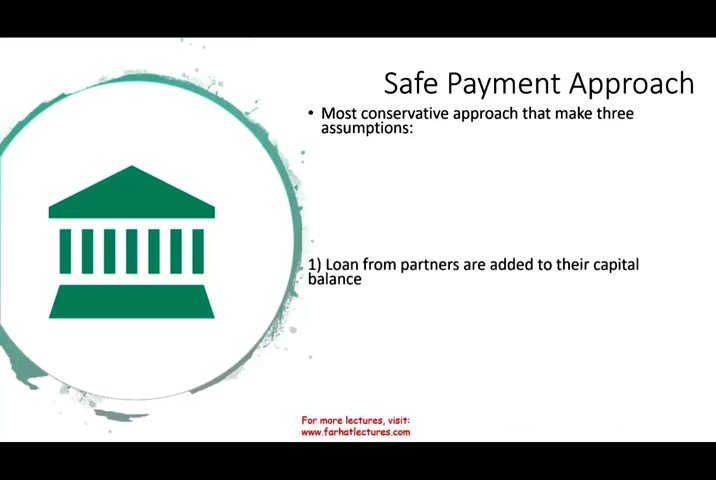 Safe Payment Approach
• Most conservative approach that make three
assumptions:
1) Loan from partners are added to their capital
balance
For more lectures, visit:
www.farhatlectures.com